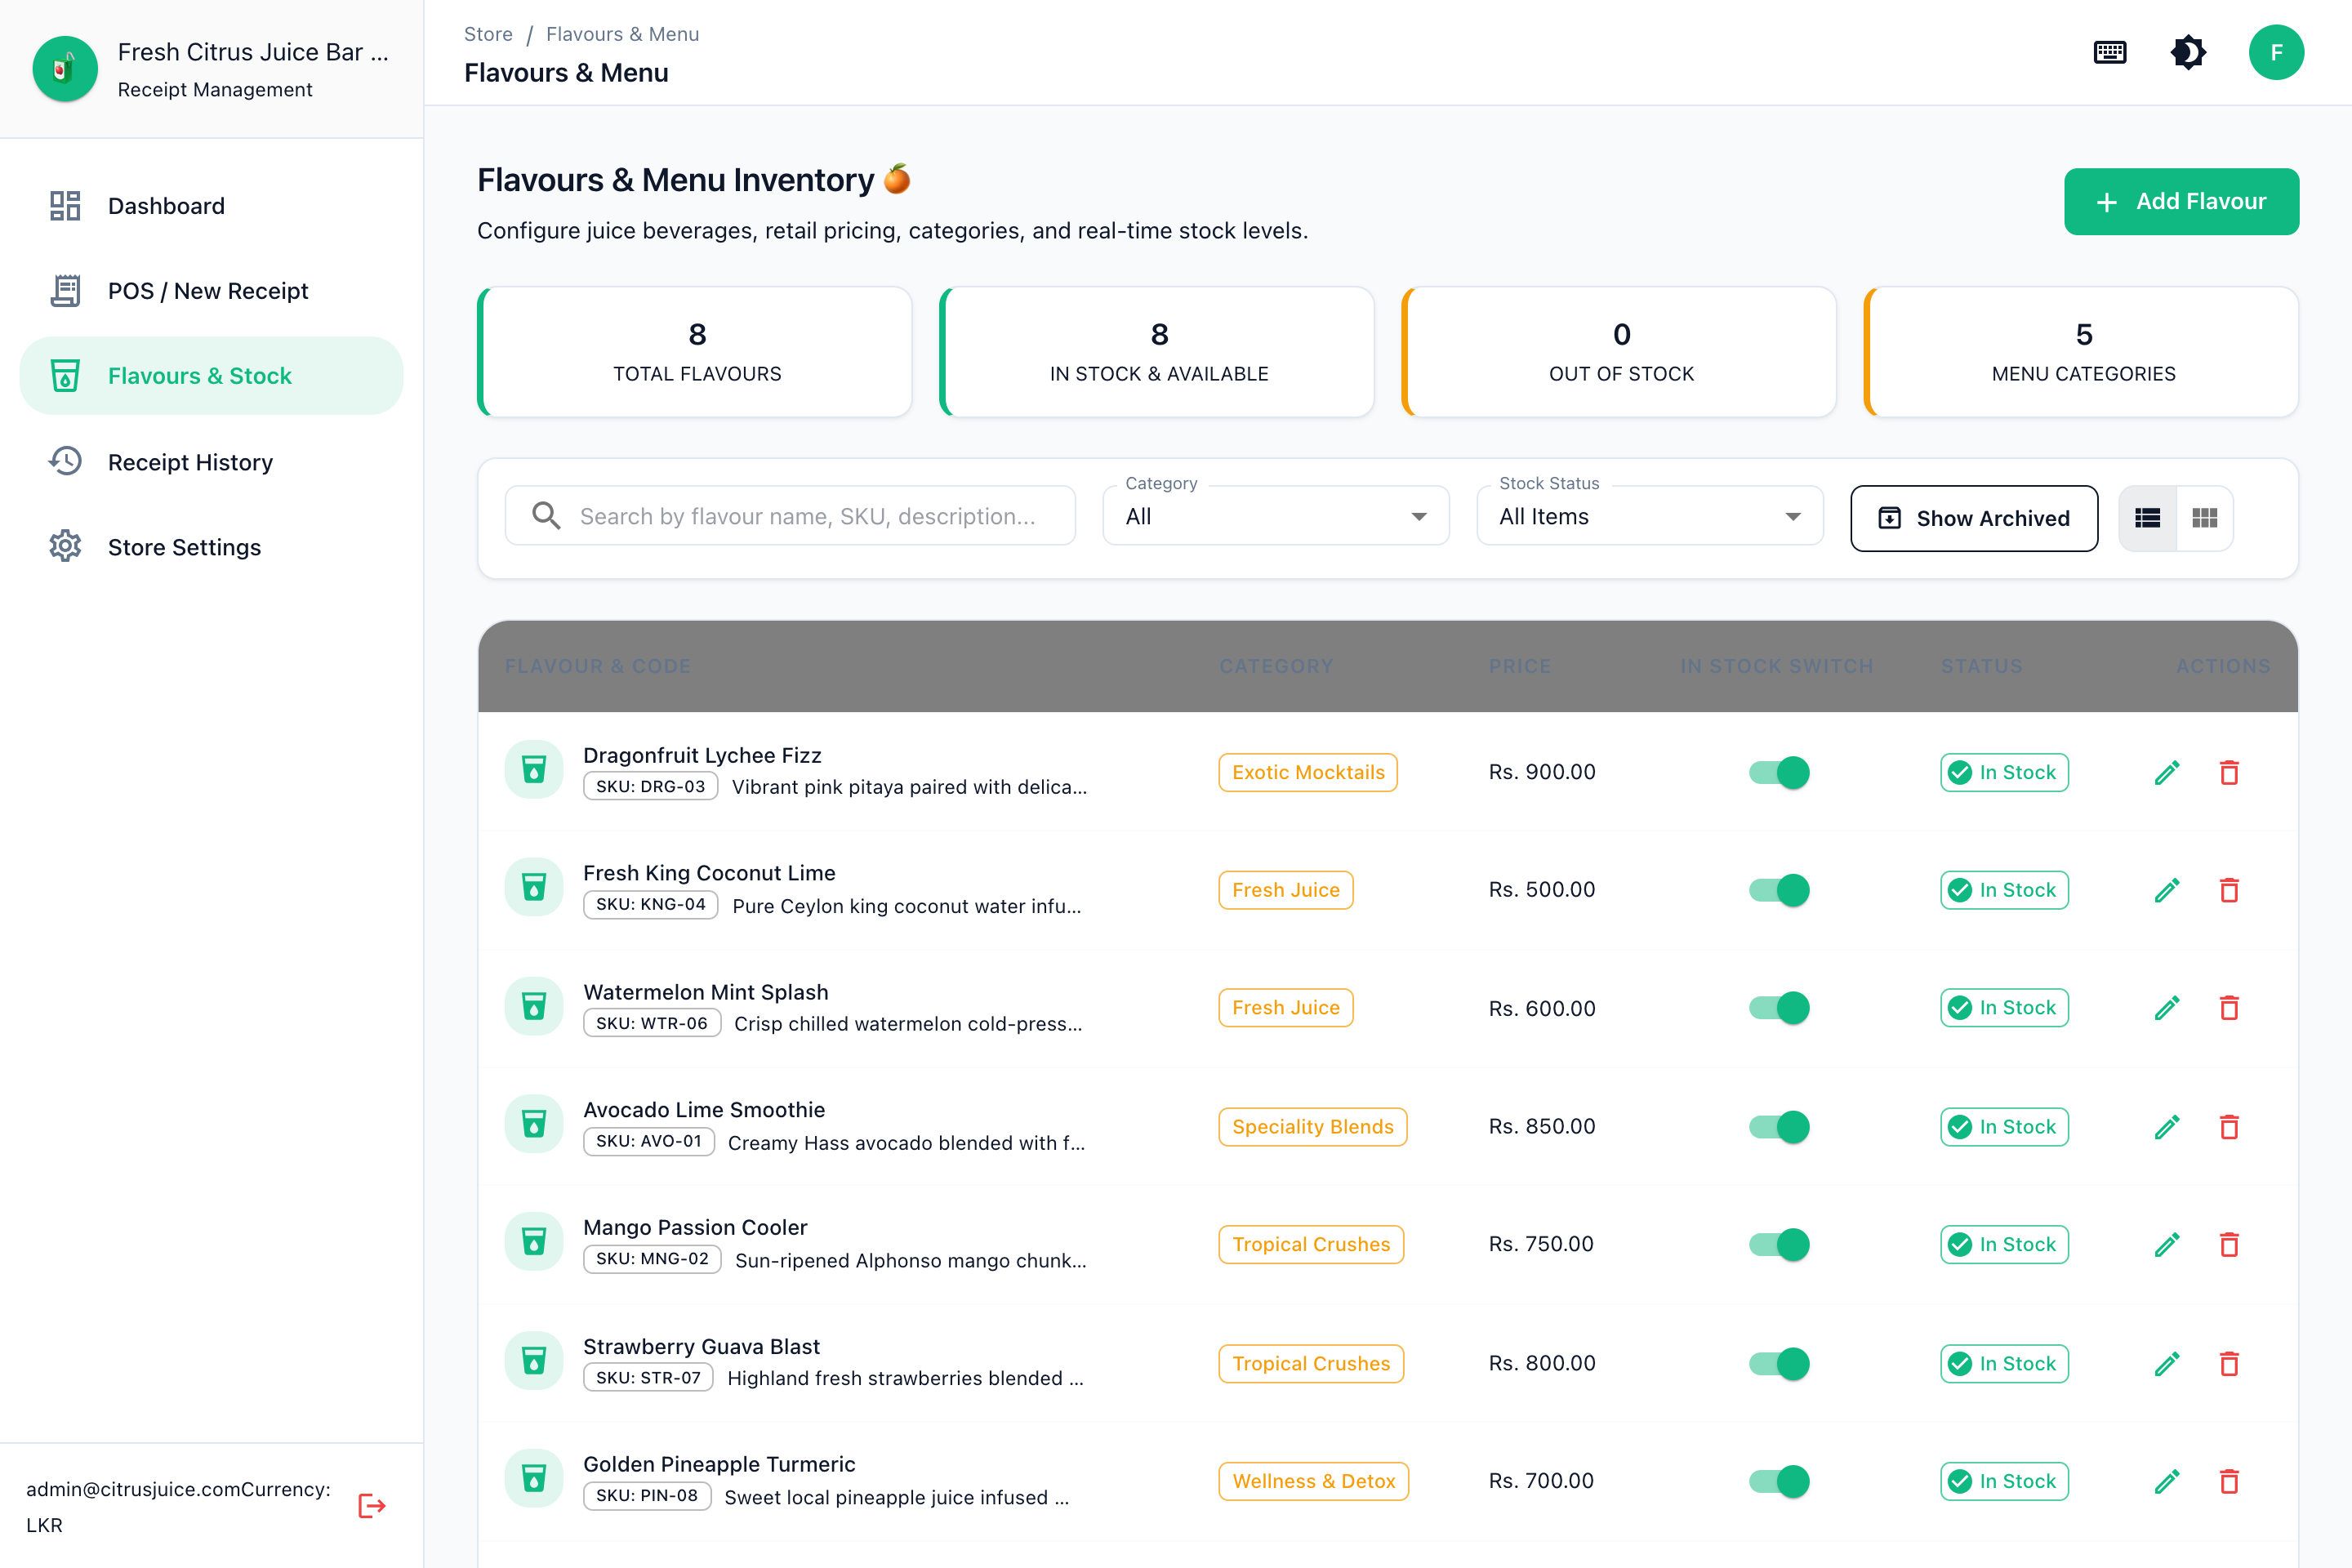 Fresh Citrus Juice Bar ...
Receipt Management
Dashboard
POS / New Receipt
Flavours & Stock
Receipt History
Store Settings
admin@citrusjuice.comCurrency:
LKR
Store / Flavours & Menu
Flavours & Menu
F
Flavours & Menu Inventory
Configure juice beverages, retail pricing, categories, and real-time stock levels.
+ Add Flavour
8
TOTAL FLAVOURS
8
IN STOCK & AVAILABLE
0
OUT OF STOCK
5
MENU CATEGORIES
Search by flavour name, SKU, description...
Category
All
Stock Status
All Items
Show Archived
FLAVOUR & CODE CATEGORY PRICE IN STOCK SWITCH STATUS ACTIONS
Dragonfruit Lychee Fizz
SKU: DRG-03 Vibrant pink pitaya paired with delica...
Exotic Mocktails Rs. 900.00 In Stock
Fresh King Coconut Lime
SKU: KNG-04 Pure Ceylon king coconut water infu...
Fresh Juice Rs. 500.00 In Stock
Watermelon Mint Splash
SKU: WTR-06 Crisp chilled watermelon cold-press...
Fresh Juice Rs. 600.00 In Stock
Avocado Lime Smoothie
SKU: AVO-01 Creamy Hass avocado blended with f...
Speciality Blends Rs. 850.00 In Stock
Mango Passion Cooler
SKU: MNG-02 Sun-ripened Alphonso mango chunk...
Tropical Crushes Rs. 750.00 In Stock
Strawberry Guava Blast
SKU: STR-07 Highland fresh strawberries blended ...
Tropical Crushes Rs. 800.00 In Stock
Golden Pineapple Turmeric
SKU: PIN-08 Sweet local pineapple juice infused ...
Wellness & Detox Rs. 700.00 In Stock